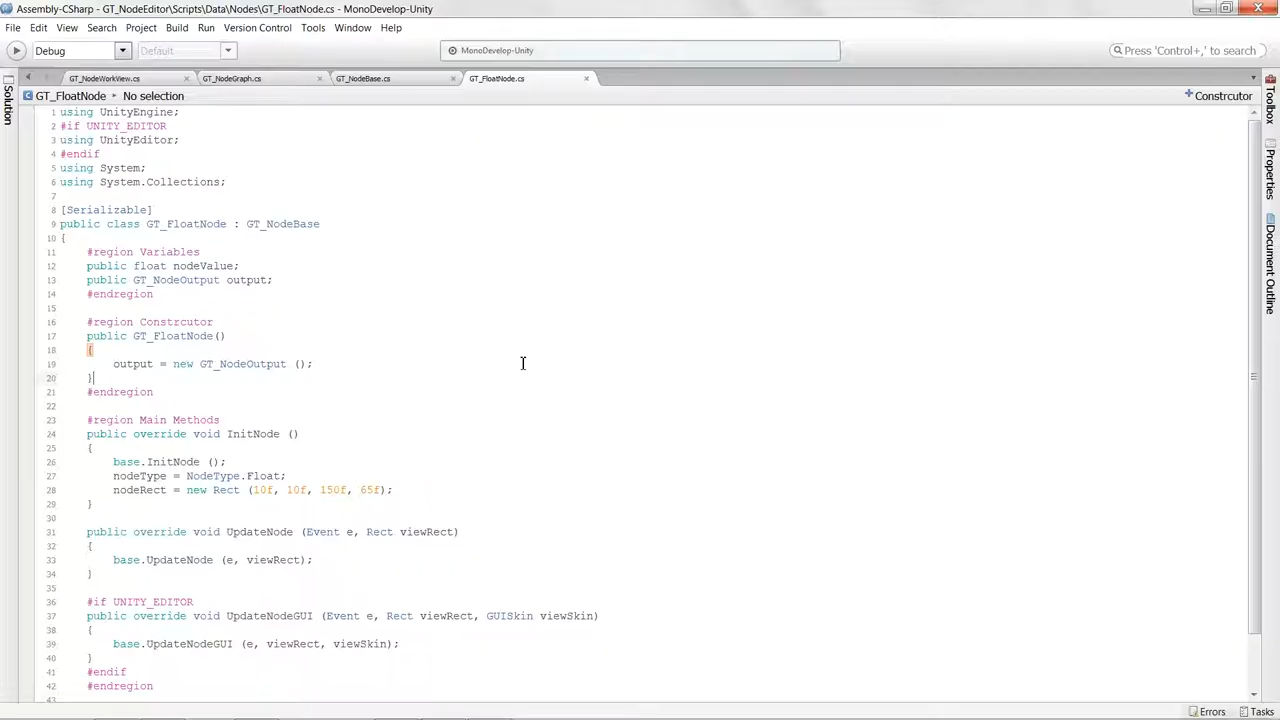 Assembly-CSharp - GT_NodeEditor\Scripts\Data\Nodes\GT_FloatNode.cs - MonoDevelop-Unity
File Edit View Search Project Build Run Version Control Tools Window Help
Debug Default MonoDevelop-Unity Press 'Control+,' to search
GT_NodeWorkView.cs GT_NodeGraph.cs GT_NodeBase.cs GT_FloatNode.cs
GT_FloatNode No selection Constrcutor
Solution
Toolbox
Properties
Document Outline
1 using UnityEngine;
2 #if UNITY_EDITOR
3 using UnityEditor;
4 #endif
5 using System;
6 using System.Collections;
7
8 [Serializable]
9 public class GT_FloatNode : GT_NodeBase
10 {
11 #region Variables
12 public float nodeValue;
13 public GT_NodeOutput output;
14 #endregion
15
16 #region Constrcutor
17 public GT_FloatNode()
18 {
19 output = new GT_NodeOutput ();
20 }
21 #endregion
22
23 #region Main Methods
24 public override void InitNode ()
25 {
26 base.InitNode ();
27 nodeType = NodeType.Float;
28 nodeRect = new Rect (10f, 10f, 150f, 65f);
29 }
30
31 public override void UpdateNode (Event e, Rect viewRect)
32 {
33 base.UpdateNode (e, viewRect);
34 }
35
36 #if UNITY_EDITOR
37 public override void UpdateNodeGUI (Event e, Rect viewRect, GUISkin viewSkin)
38 {
39 base.UpdateNodeGUI (e, viewRect, viewSkin);
40 }
41 #endif
42 #endregion
43
Errors Tasks